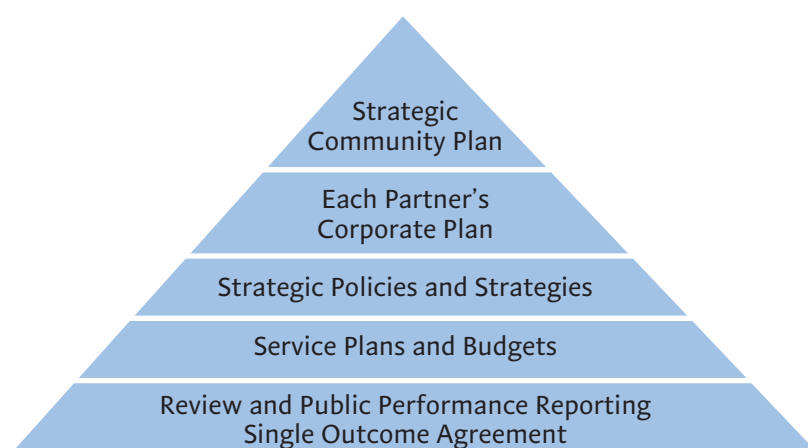 Strategic
Community Plan
Each Partner’s
Corporate Plan
Strategic Policies and Strategies
Service Plans and Budgets
Review and Public Performance Reporting
Single Outcome Agreement